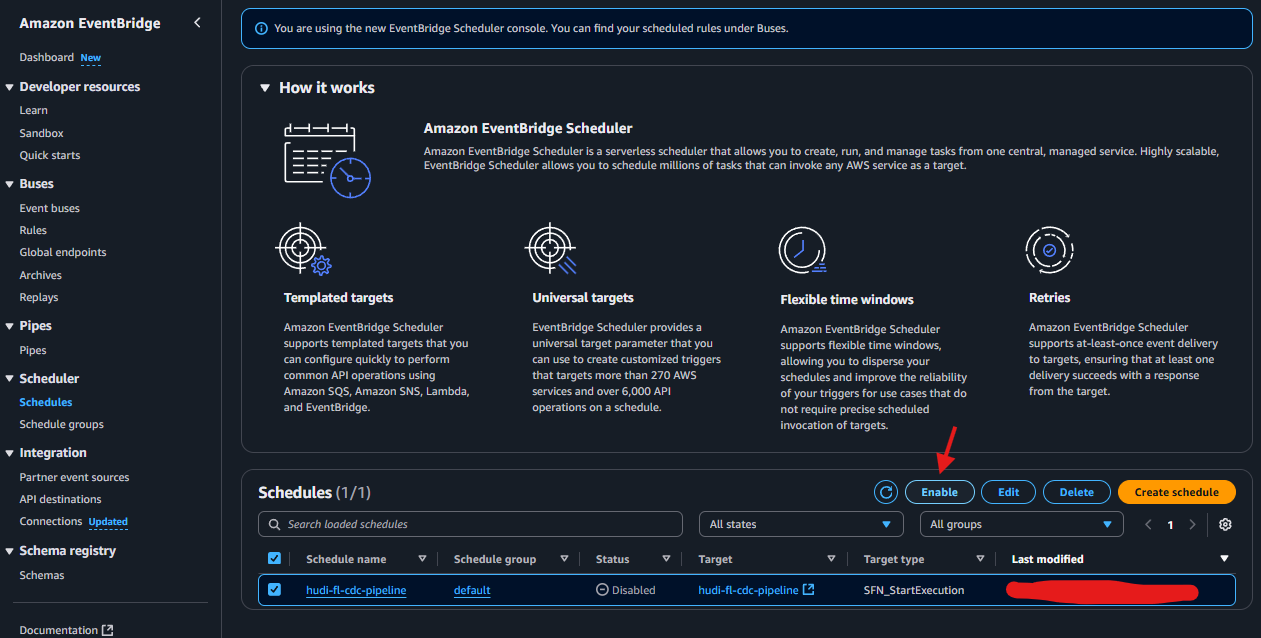 Amazon EventBridge
Dashboard New
Developer resources
Learn
Sandbox
Quick starts
Buses
Event buses
Rules
Global endpoints
Archives
Replays
Pipes
Pipes
Scheduler
Schedules
Schedule groups
Integration
Partner event sources
API destinations
Connections Updated
Schema registry
Schemas
Documentation
You are using the new EventBridge Scheduler console. You can find your scheduled rules under Buses.
How it works
Amazon EventBridge Scheduler
Amazon EventBridge Scheduler is a serverless scheduler that allows you to create, run, and manage tasks from one central, managed service. Highly scalable,
EventBridge Scheduler allows you to schedule millions of tasks that can invoke any AWS service as a target.
Templated targets
Amazon EventBridge Scheduler
supports templated targets that you
can configure quickly to perform
common API operations using
Amazon SQS, Amazon SNS, Lambda,
and EventBridge.
Universal targets
EventBridge Scheduler provides a
universal target parameter that you
can use to create customized triggers
that targets more than 270 AWS
services and over 6,000 API
operations on a schedule.
Flexible time windows
Amazon EventBridge Scheduler
supports flexible time windows,
allowing you to disperse your
schedules and improve the reliability
of your triggers for use cases that do
not require precise scheduled
invocation of targets.
Retries
Amazon EventBridge Scheduler
supports at-least-once event delivery
to targets, ensuring that at least one
delivery succeeds with a response
from the target.
Schedules (1/1)
Enable Edit Delete Create schedule
Search loaded schedules All states All groups 1
Schedule name Schedule group Status Target Target type Last modified
hudi-fl-cdc-pipeline default Disabled hudi-fl-cdc-pipeline SFN_StartExecution